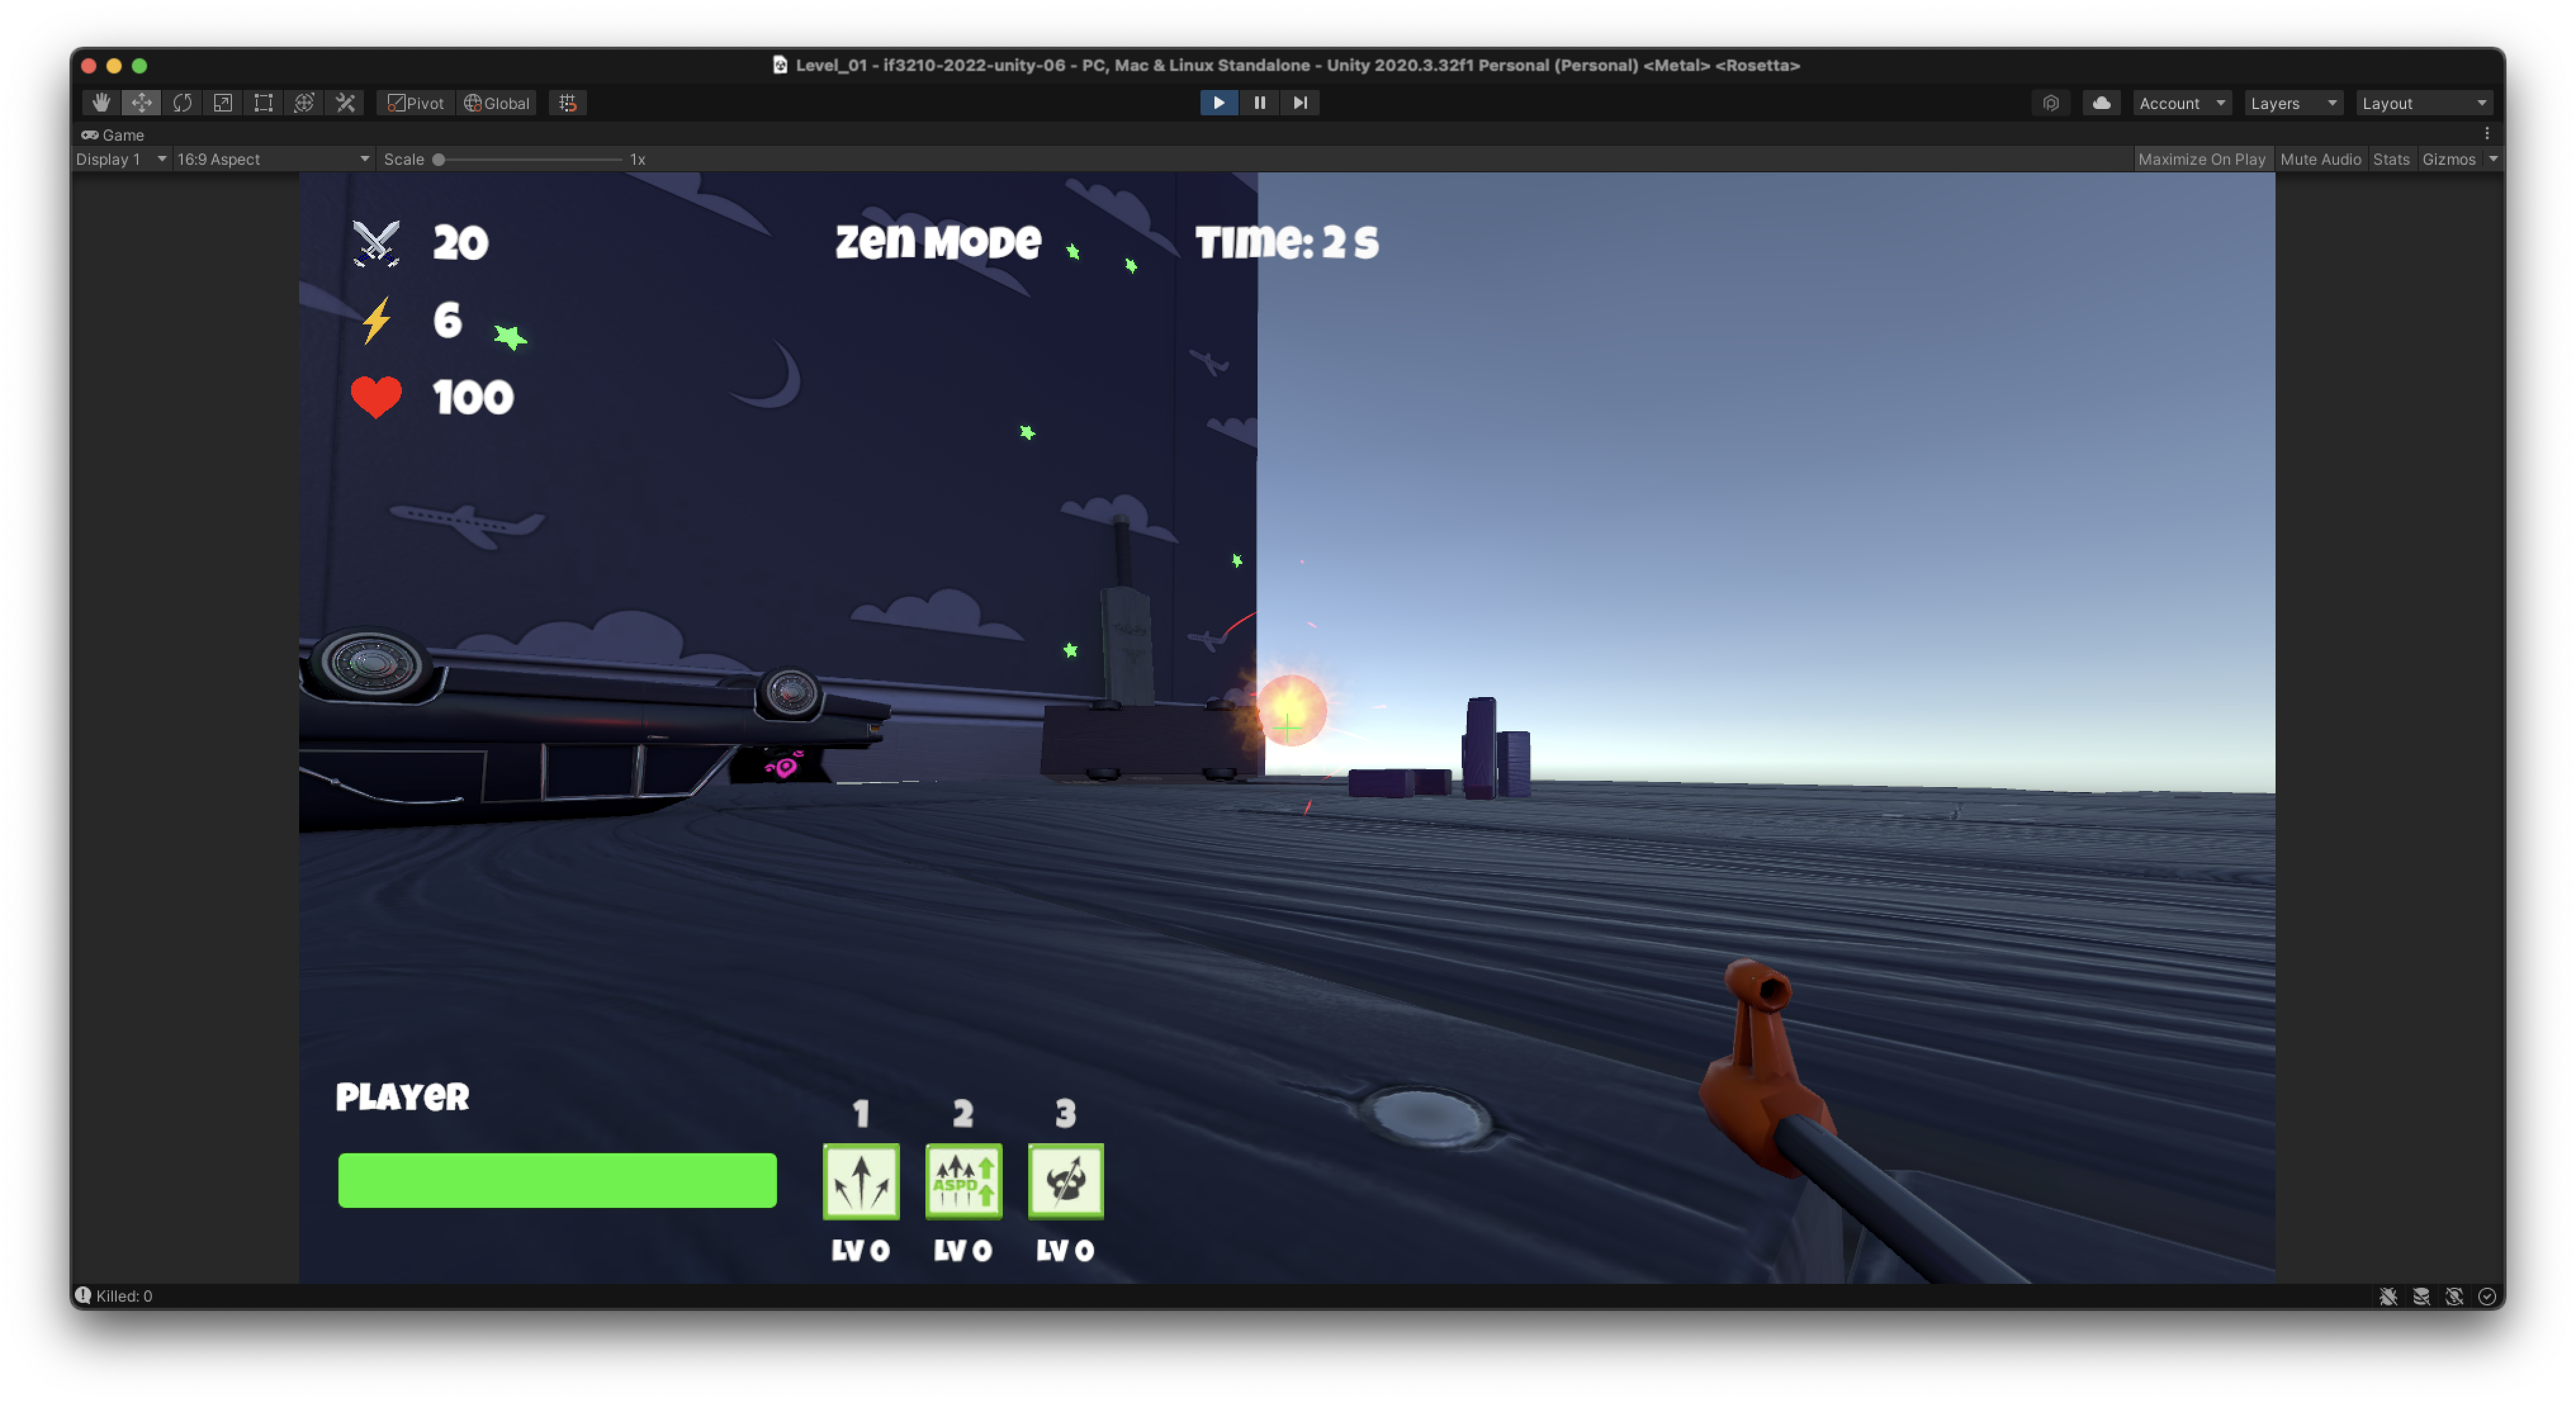 Level_01 - if3210-2022-unity-06 - PC, Mac & Linux Standalone - Unity 2020.3.32f1 Personal (Personal) <Metal> <Rosetta>
Pivot Global Account Layers Layout
Game
Display 1 16:9 Aspect Scale 1x Maximize On Play Mute Audio Stats Gizmos
20 Zen Mode Time: 2 s
6
100
Player
1 2 3
ASPD
LV 0 LV 0 LV 0
Killed: 0